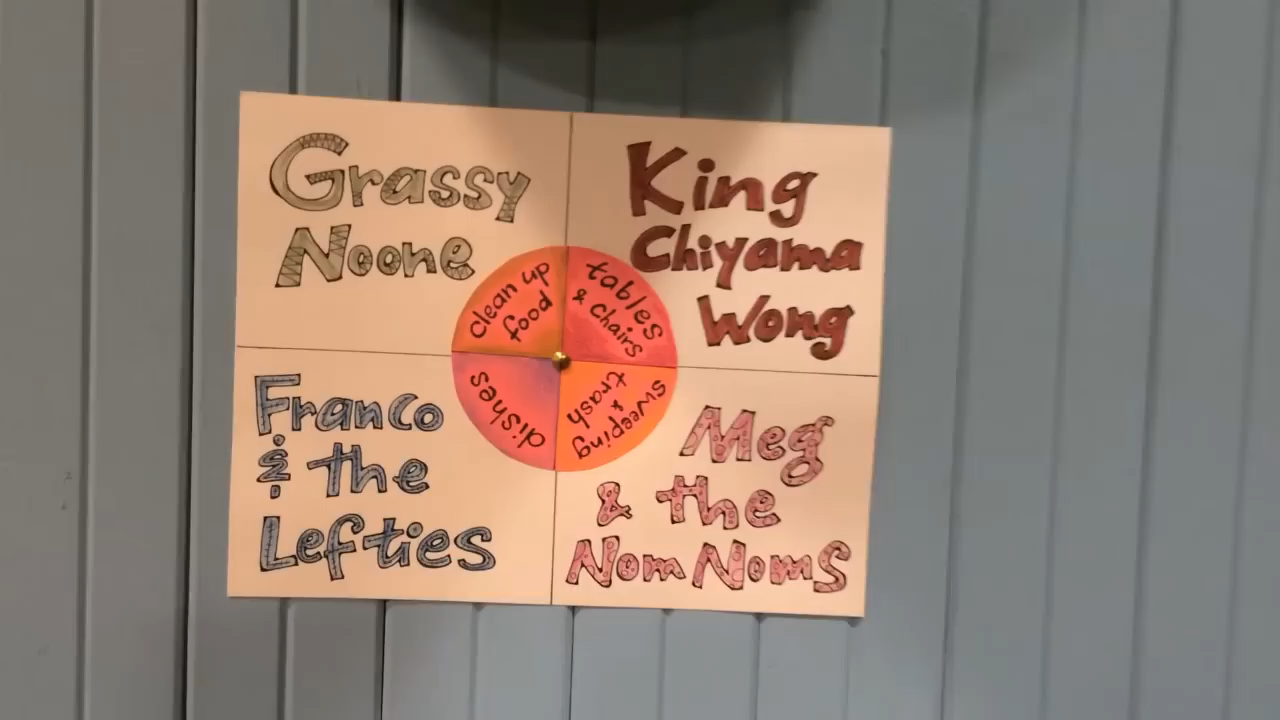 Grassy
Noone
King
Chiyama
Wong
clean up
food
tables
& chairs
dishes
sweeping
&
trash
Franco
& the
Lefties
Meg
& the
Nom Noms